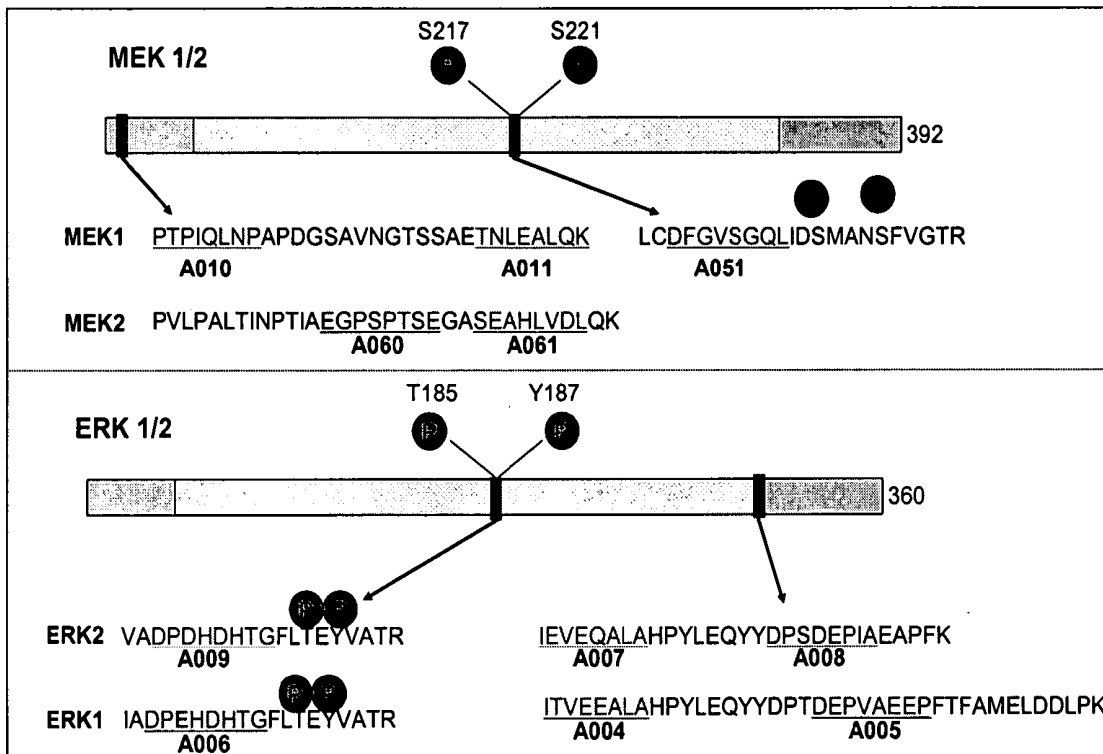 S217 S221
MEK 1/2
392
MEK1 PTPIQLNPAPDGSAVNGTSSAETNLEALQK LCDFGVSGQLIDSMANSFVGTR
A010 A011 A051
MEK2 PVLPALTINPTIAEGPSPTSEGASEAHLVDLQK
A060 A061
T185 Y187
P P
ERK 1/2
360
P P
ERK2 VADPDHDHTGFLTEYVATR IEVEQALAHPYLEQYYDPSDEPIAEAPFK
A009 A007 A008
P P
ERK1 IADPEHDHTGFLTEYVATR ITVEEALAHPYLEQYYDPTDEPVAEEPFTFAMELDDLPK
A006 A004 A005